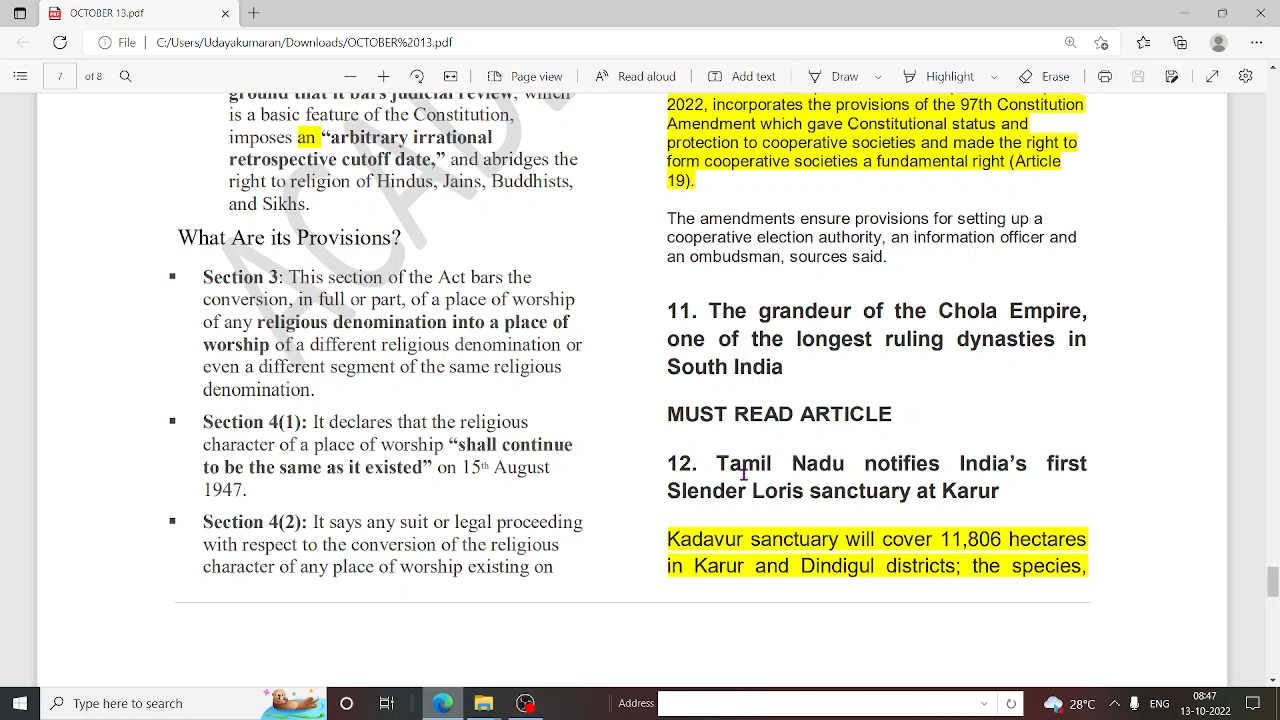 OCTOBER 13.pdf
File
C:/Users/Udayakumaran/Downloads/OCTOBER%2013.pdf
7
of 8
Page view
Read aloud
Add text
Draw
Highlight
Erase
ground that it bars judicial review, which
is a basic feature of the Constitution,
imposes an “arbitrary irrational
retrospective cutoff date,” and abridges the
right to religion of Hindus, Jains, Buddhists,
and Sikhs.
What Are its Provisions?
▪ Section 3: This section of the Act bars the
conversion, in full or part, of a place of worship
of any religious denomination into a place of
worship of a different religious denomination or
even a different segment of the same religious
denomination.
▪ Section 4(1): It declares that the religious
character of a place of worship “shall continue
to be the same as it existed” on 15th August
1947.
▪ Section 4(2): It says any suit or legal proceeding
with respect to the conversion of the religious
character of any place of worship existing on
2022, incorporates the provisions of the 97th Constitution
Amendment which gave Constitutional status and
protection to cooperative societies and made the right to
form cooperative societies a fundamental right (Article
19).
The amendments ensure provisions for setting up a
cooperative election authority, an information officer and
an ombudsman, sources said.
11. The grandeur of the Chola Empire,
one of the longest ruling dynasties in
South India
MUST READ ARTICLE
12. Tamil Nadu notifies India’s first
Slender Loris sanctuary at Karur
Kadavur sanctuary will cover 11,806 hectares
in Karur and Dindigul districts; the species,
ACAD
Type here to search
Address
28°C
ENG
08:47
13-10-2022